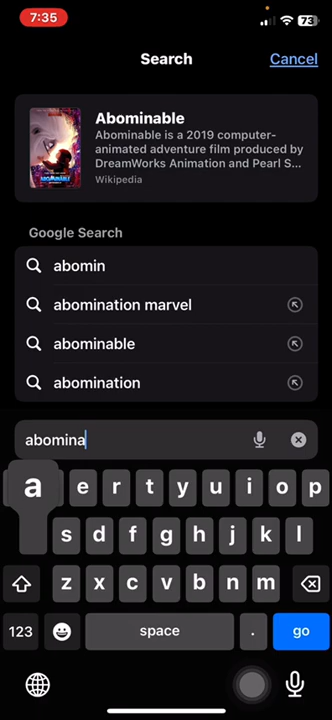 7:35
73
Search
Cancel
Abominable
Abominable is a 2019 computer-
animated adventure film produced by
DreamWorks Animation and Pearl S...
Wikipedia
Google Search
abomin
abomination marvel
abominable
abomination
abomina
a e r t y u i o p
s d f g h j k l
z x c v b n m
123 space . go